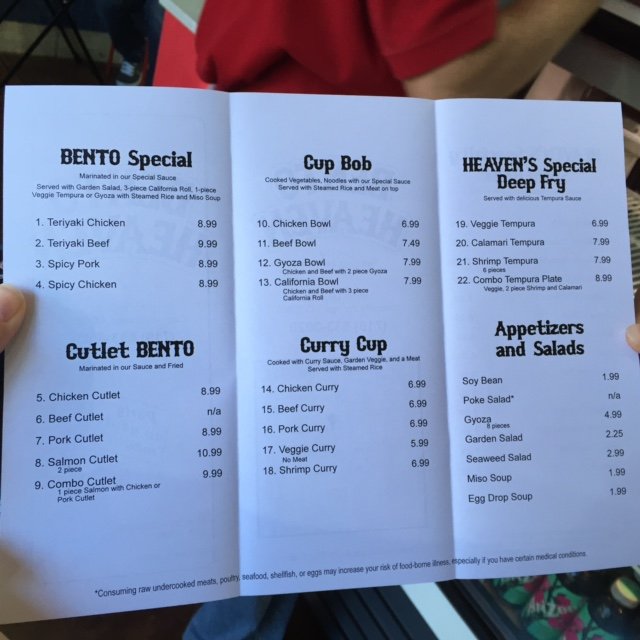 BENTO Special
Marinated in our Special Sauce
Served with Garden Salad, 3-piece California Roll, 1-piece
Veggie Tempura or Gyoza with Steamed Rice and Miso Soup
1. Teriyaki Chicken 8.99
2. Teriyaki Beef 9.99
3. Spicy Pork 8.99
4. Spicy Chicken 8.99
Cutlet BENTO
Marinated in our Sauce and Fried
5. Chicken Cutlet 8.99
6. Beef Cutlet n/a
7. Pork Cutlet 8.99
8. Salmon Cutlet 10.99
2 piece
9. Combo Cutlet 9.99
1 piece Salmon with Chicken or
Pork Cutlet
Cup Bob
Cooked Vegetables, Noodles with our Special Sauce
Served with Steamed Rice and Meat on top
10. Chicken Bowl 6.99
11. Beef Bowl 7.49
12. Gyoza Bowl 7.99
Chicken and Beef with 2 piece Gyoza
13. California Bowl 7.99
Chicken and Beef with 3 piece
California Roll
Curry Cup
Cooked with Curry Sauce, Garden Veggie, and a Meat
Served with Steamed Rice
14. Chicken Curry 6.99
15. Beef Curry 6.99
16. Pork Curry 6.99
17. Veggie Curry 5.99
No Meat
18. Shrimp Curry 6.99
HEAVEN'S Special
Deep Fry
Served with delicious Tempura Sauce
19. Veggie Tempura 6.99
20. Calamari Tempura 7.99
21. Shrimp Tempura 7.99
6 pieces
22. Combo Tempura Plate 8.99
Veggie, 2 piece Shrimp and Calamari
Appetizers
and Salads
Soy Bean 1.99
Poke Salad* n/a
Gyoza 4.99
8 pieces
Garden Salad 2.25
Seaweed Salad 2.99
Miso Soup 1.99
Egg Drop Soup 1.99
*Consuming raw undercooked meats, poultry, seafood, shellfish, or eggs may increase your risk of food-borne illness, especially if you have certain medical conditions.